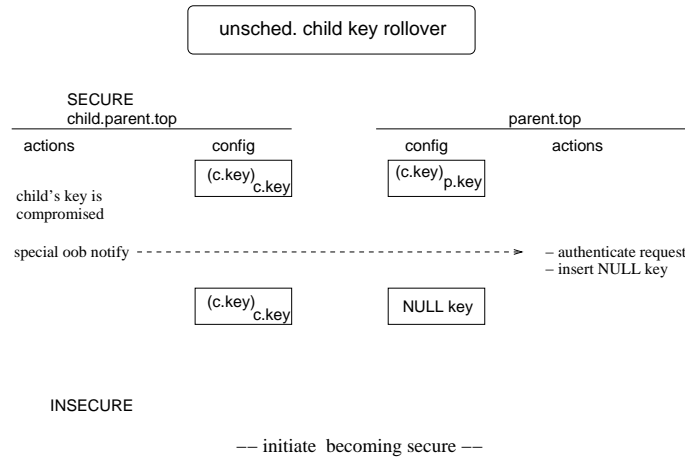 unsched. child key rollover
SECURE
child.parent.top
parent.top
actions
config
config
actions
(c.key)c.key
(c.key)p.key
child's key is
compromised
special oob notify
– authenticate request
– insert NULL key
(c.key)c.key
NULL key
INSECURE
–– initiate becoming secure ––